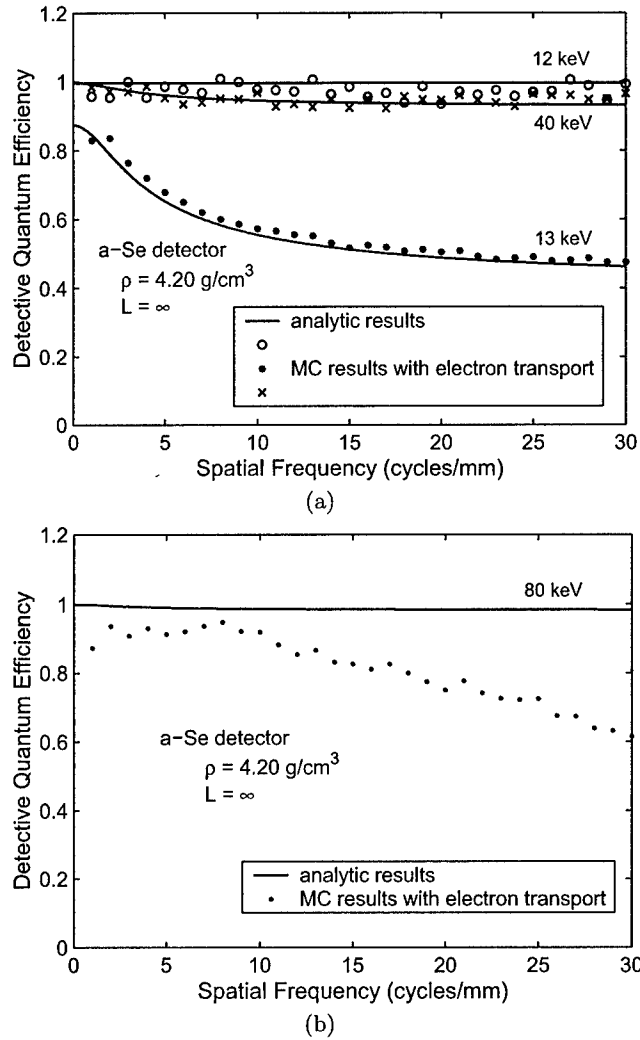 1.2
1
0.8
0.6
0.4
0.2
0
Detective Quantum Efficiency
12 keV
40 keV
13 keV
a-Se detector
ρ = 4.20 g/cm³
L = ∞
analytic results
MC results with electron transport
0 5 10 15 20 25 30
Spatial Frequency (cycles/mm)
(a)
1.2
1
0.8
0.6
0.4
0.2
0
Detective Quantum Efficiency
80 keV
a-Se detector
ρ = 4.20 g/cm³
L = ∞
analytic results
MC results with electron transport
0 5 10 15 20 25 30
Spatial Frequency (cycles/mm)
(b)